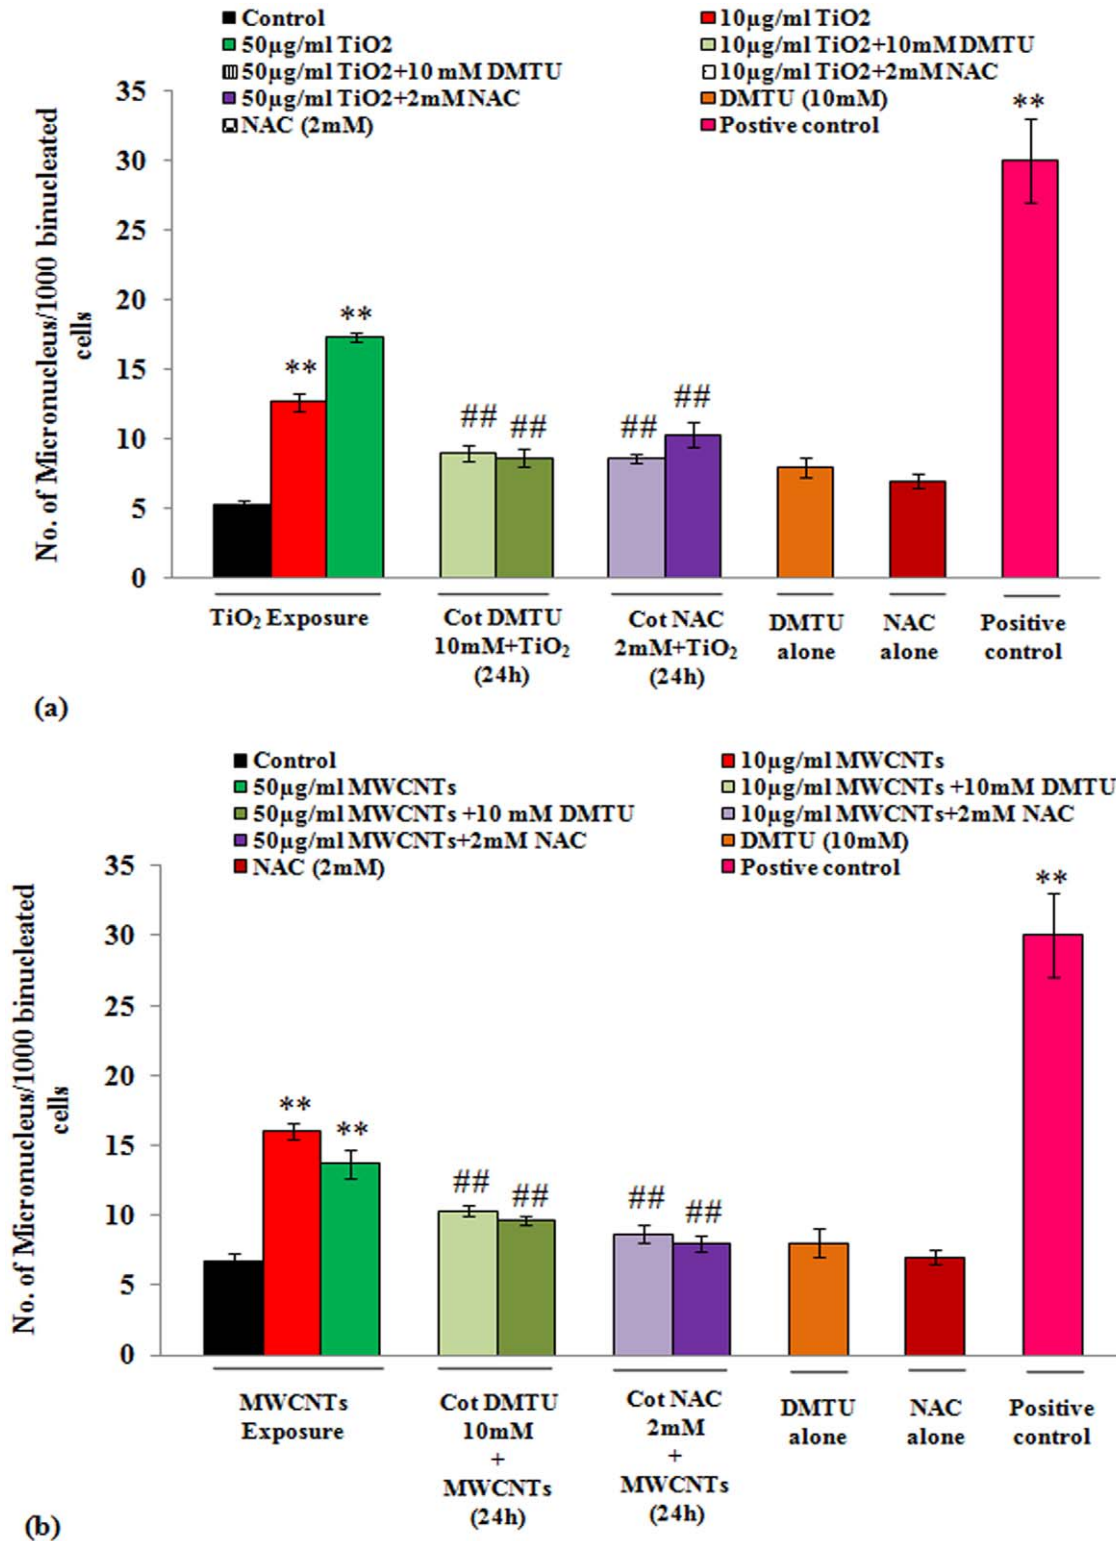 Control
10µg/ml TiO2
50µg/ml TiO2
10µg/ml TiO2+10mM DMTU
50µg/ml TiO2+10 mM DMTU
10µg/ml TiO2+2mM NAC
50µg/ml TiO2+2mM NAC
DMTU (10mM)
NAC (2mM)
Postive control
No. of Micronucleus/1000 binucleated
cells
35
30
25
20
15
10
5
0
**
**
##
##
##
##
**
TiO₂ Exposure
Cot DMTU
10mM+TiO₂
(24h)
Cot NAC
2mM+TiO₂
(24h)
DMTU
alone
NAC
alone
Positive
control
(a)
Control
10µg/ml MWCNTs
50µg/ml MWCNTs
10µg/ml MWCNTs +10mM DMTU
50µg/ml MWCNTs +10 mM DMTU
10µg/ml MWCNTs+2mM NAC
50µg/ml MWCNTs+2mM NAC
DMTU (10mM)
NAC (2mM)
Postive control
No. of Micronucleus/1000 binucleated
cells
35
30
25
20
15
10
5
0
**
**
##
##
##
##
**
MWCNTs
Exposure
Cot DMTU
10mM
+
MWCNTs
(24h)
Cot NAC
2mM
+
MWCNTs
(24h)
DMTU
alone
NAC
alone
Positive
control
(b)